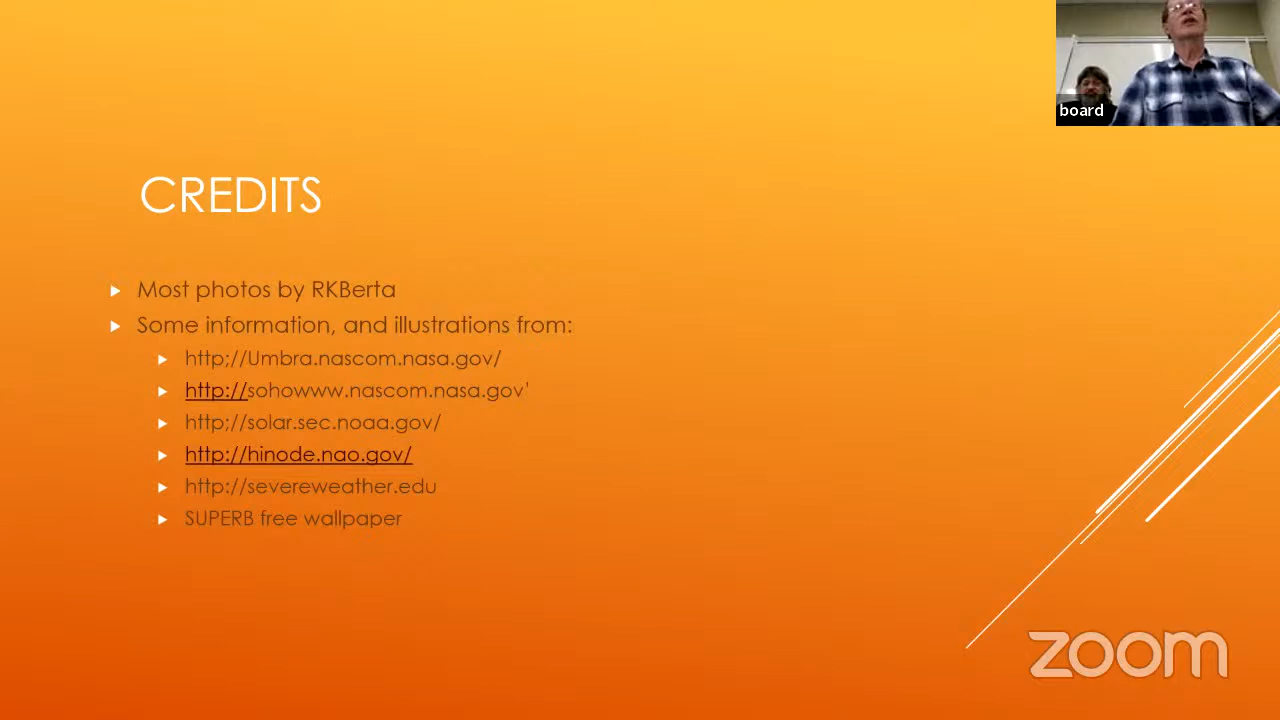 board
CREDITS
Most photos by RKBerta
Some information, and illustrations from:
http;//Umbra.nascom.nasa.gov/
http://sohowww.nascom.nasa.gov'
http;//solar.sec.noaa.gov/
http://hinode.nao.gov/
http://severeweather.edu
SUPERB free wallpaper
zoom